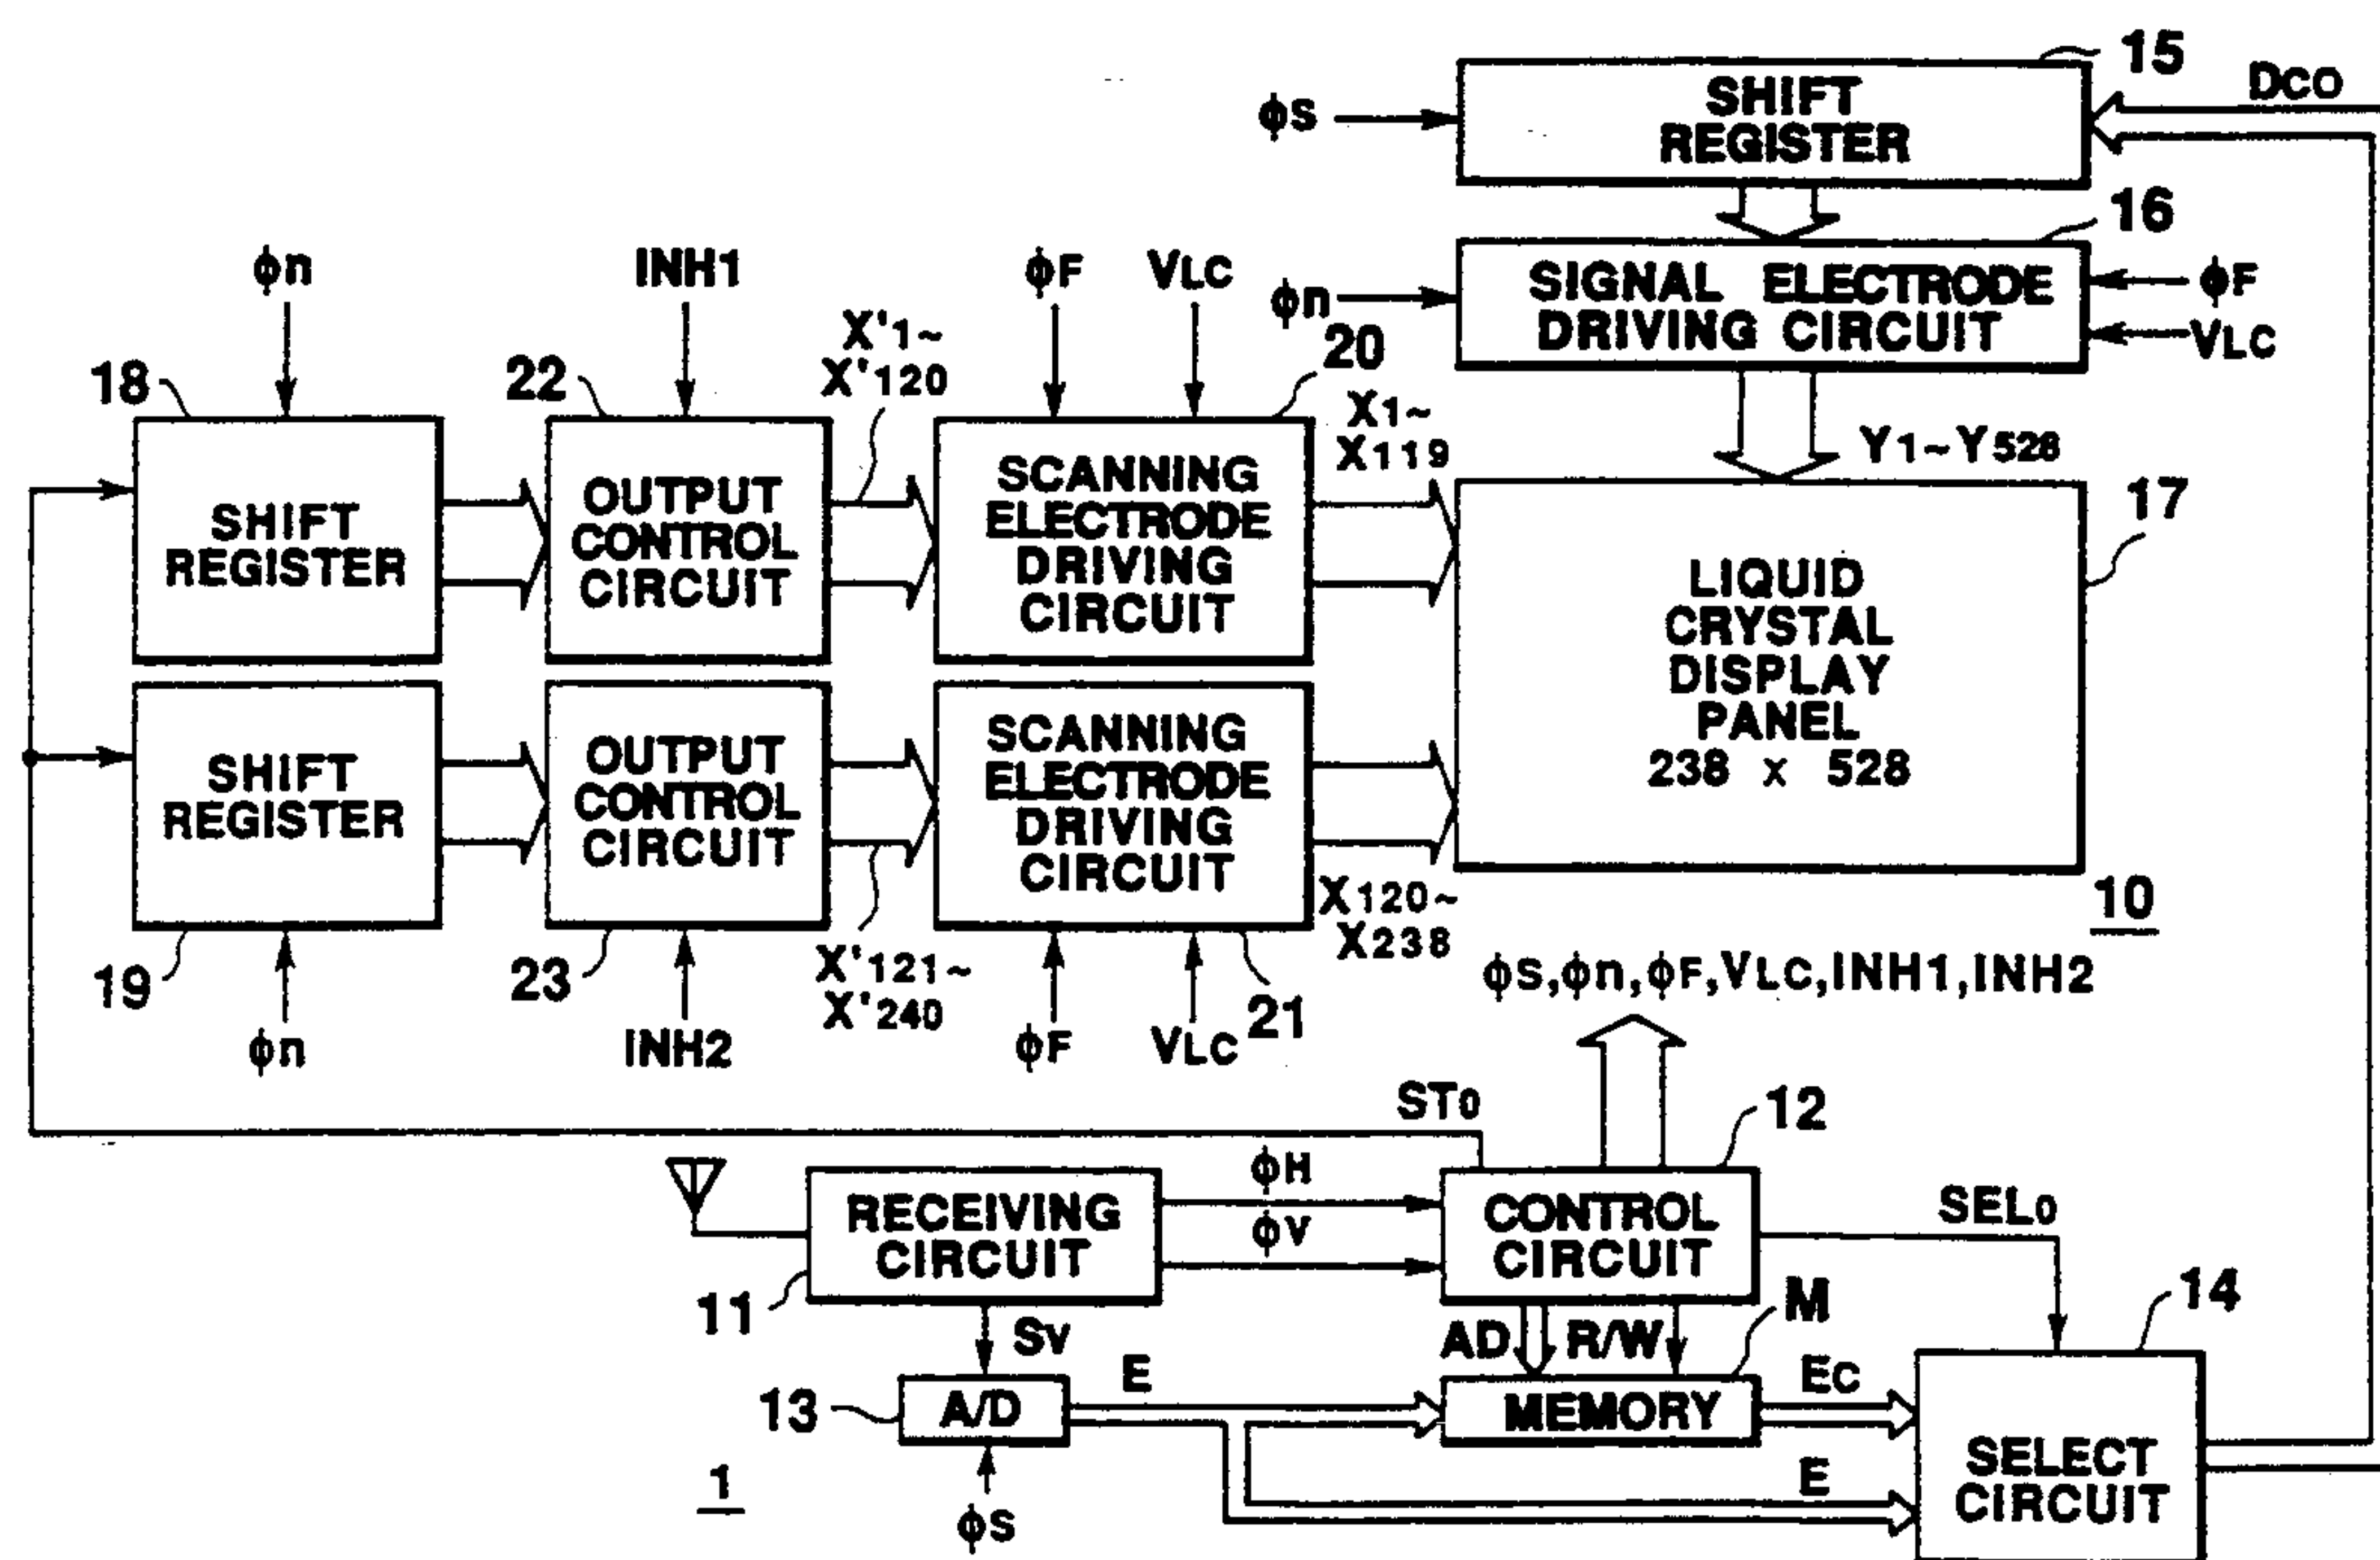 15
DCO
SHIFT
REGISTER
φS
16
SIGNAL ELECTRODE
DRIVING CIRCUIT
φn
φF
VLC
φn
INH1
φF
VLC
X'1~
X'120
20
18
22
X1~
X119
Y1~Y528
17
SHIFT
REGISTER
OUTPUT
CONTROL
CIRCUIT
SCANNING
ELECTRODE
DRIVING
CIRCUIT
LIQUID
CRYSTAL
DISPLAY
PANEL
238 x 528
SHIFT
REGISTER
OUTPUT
CONTROL
CIRCUIT
SCANNING
ELECTRODE
DRIVING
CIRCUIT
X120~
X238
10
19
23
X'121~
X'240
21
φn
INH2
φF
VLC
φS,φn,φF,VLC,INH1,INH2
ST0
12
φH
φV
RECEIVING
CIRCUIT
CONTROL
CIRCUIT
SEL0
11
SV
AD
R/W
M
14
13
A/D
E
MEMORY
EC
E
SELECT
CIRCUIT
1
φS